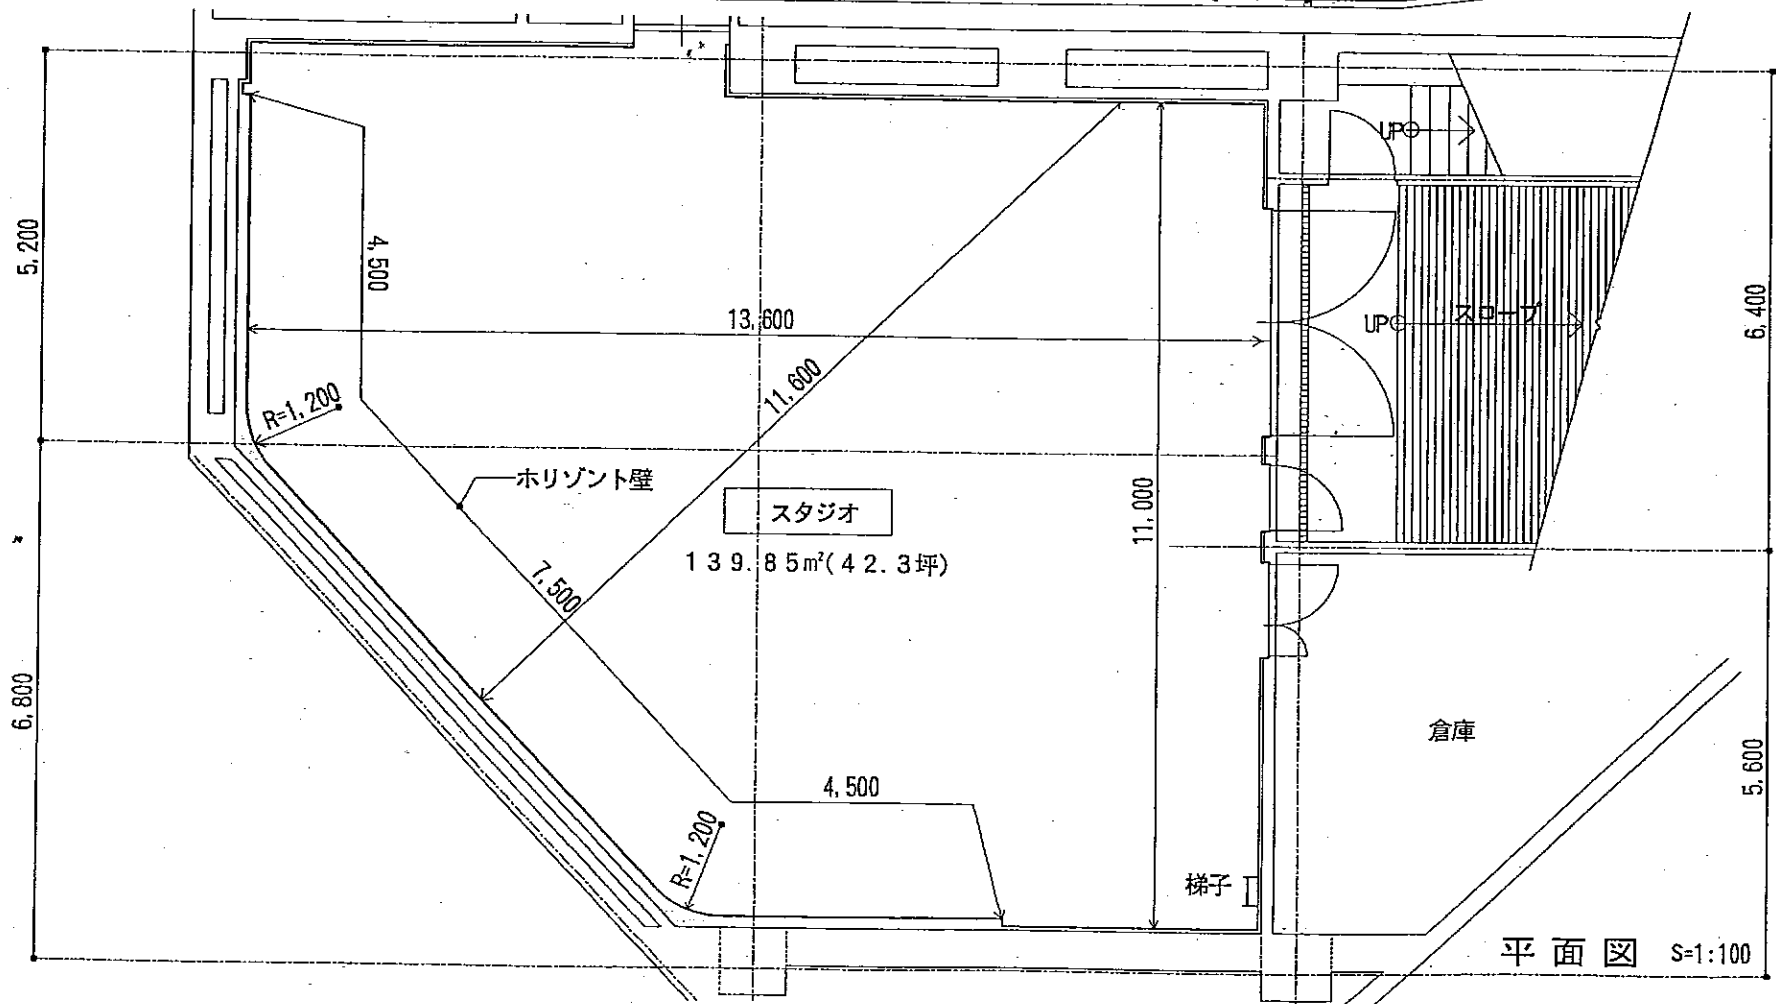 UP
5,200
4,500
13,600
スロープ
UP
6,400
11,600
R=1,200
ホリゾント壁
スタジオ
139.85㎡(42.3坪)
11,000
7,500
6,800
倉庫
5,600
4,500
R=1,200
梯子
平面図 S=1:100